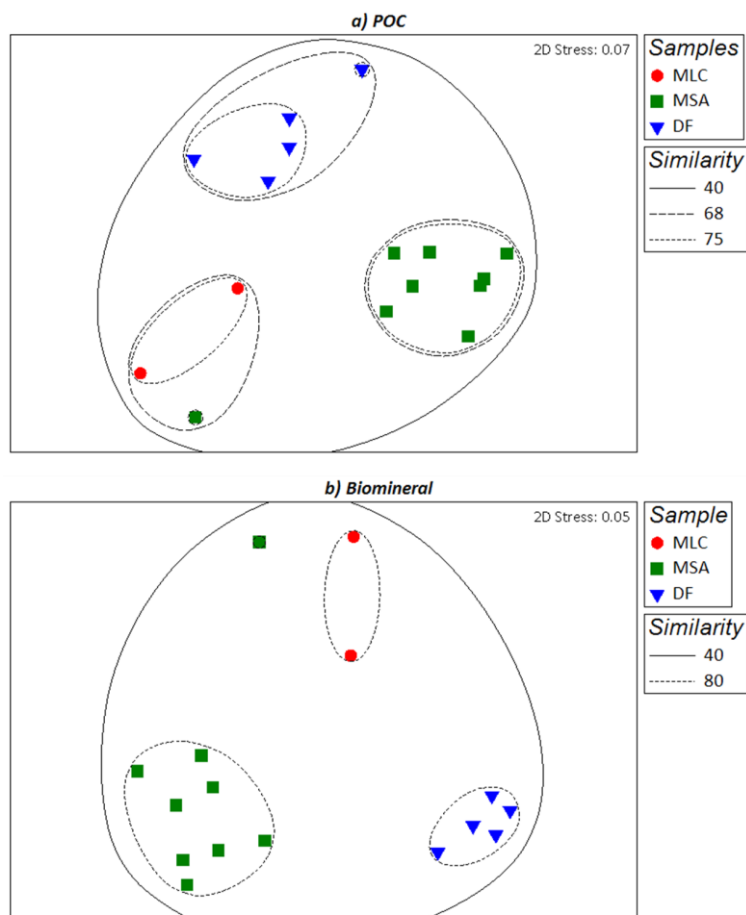 a) POC
2D Stress: 0.07
Samples
MLC
MSA
DF
Similarity
40
68
75
b) Biomineral
2D Stress: 0.05
Sample
MLC
MSA
DF
Similarity
40
80